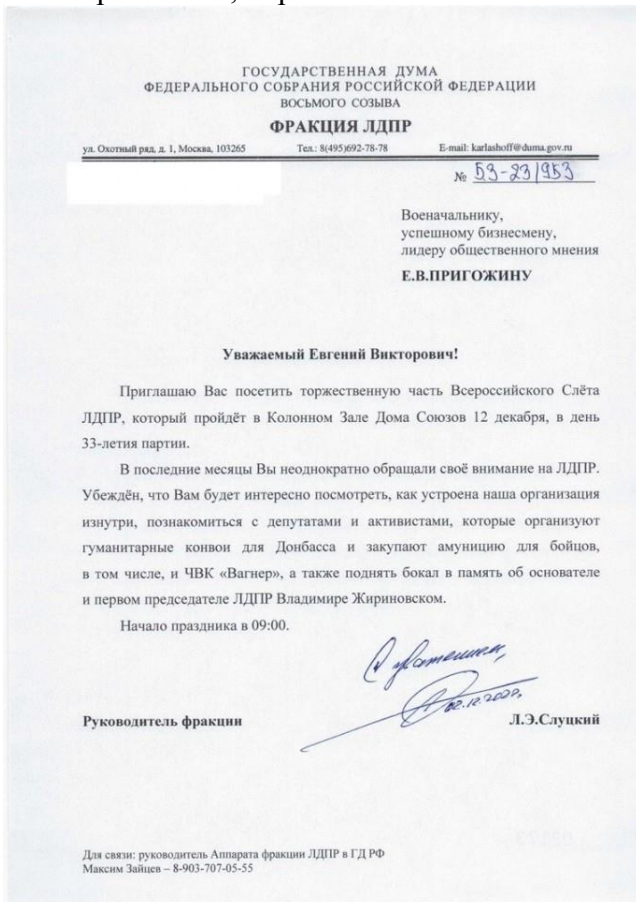 ГОСУДАРСТВЕННАЯ ДУМА
ФЕДЕРАЛЬНОГО СОБРАНИЯ РОССИЙСКОЙ ФЕДЕРАЦИИ
ВОСЬМОГО СОЗЫВА
ФРАКЦИЯ ЛДПР
ул. Охотный ряд, д. 1, Москва, 103265 Тел.: 8(495)692-78-78 E-mail: karlashoff@duma.gov.ru
№ 5.3-23/953
Военачальнику,
успешному бизнесмену,
лидеру общественного мнения
Е.В.ПРИГОЖИНУ
Уважаемый Евгений Викторович!
Приглашаю Вас посетить торжественную часть Всероссийского Слёта
ЛДПР, который пройдёт в Колонном Зале Дома Союзов 12 декабря, в день
33-летия партии.
В последние месяцы Вы неоднократно обращали своё внимание на ЛДПР.
Убеждён, что Вам будет интересно посмотреть, как устроена наша организация
изнутри, познакомиться с депутатами и активистами, которые организуют
гуманитарные конвои для Донбасса и закупают амуницию для бойцов,
в том числе, и ЧВК «Вагнер», а также поднять бокал в память об основателе
и первом председателе ЛДПР Владимире Жириновском.
Начало праздника в 09:00.
С уважением,
02.12.2022
Руководитель фракции Л.Э.Слуцкий
Для связи: руководитель Аппарата фракции ЛДПР в ГД РФ
Максим Зайцев – 8-903-707-05-55